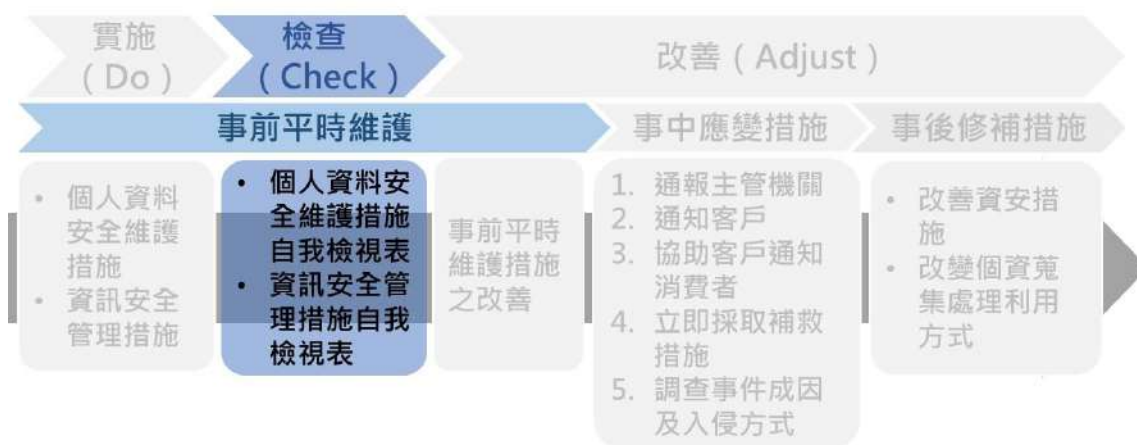 實施
（Do）
檢查
（Check）
改善（Adjust）
事前平時維護
事中應變措施
事後修補措施
• 個人資料
安全維護
措施
• 資訊安全
管理措施
• 個人資料安
全維護措施
自我檢視表
• 資訊安全管
理措施自我
檢視表
事前平時
維護措施
之改善
1. 通報主管機關
2. 通知客戶
3. 協助客戶通知
消費者
4. 立即採取補救
措施
5. 調查事件成因
及入侵方式
• 改善資安措
施
• 改變個資蒐
集處理利用
方式